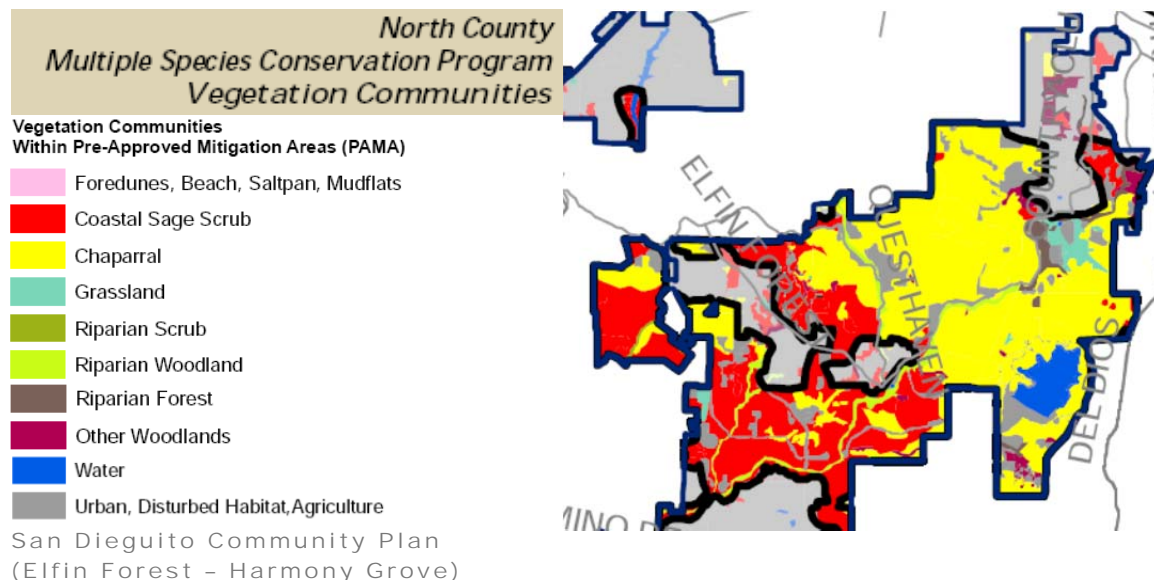 North County
Multiple Species Conservation Program
Vegetation Communities
Vegetation Communities
Within Pre-Approved Mitigation Areas (PAMA)
Foredunes, Beach, Saltpan, Mudflats
Coastal Sage Scrub
Chaparral
Grassland
Riparian Scrub
Riparian Woodland
Riparian Forest
Other Woodlands
Water
Urban, Disturbed Habitat,Agriculture
San Dieguito Community Plan
(Elfin Forest – Harmony Grove)
ELFIN FOREST
QUESTHAVEN
DEL DIOS